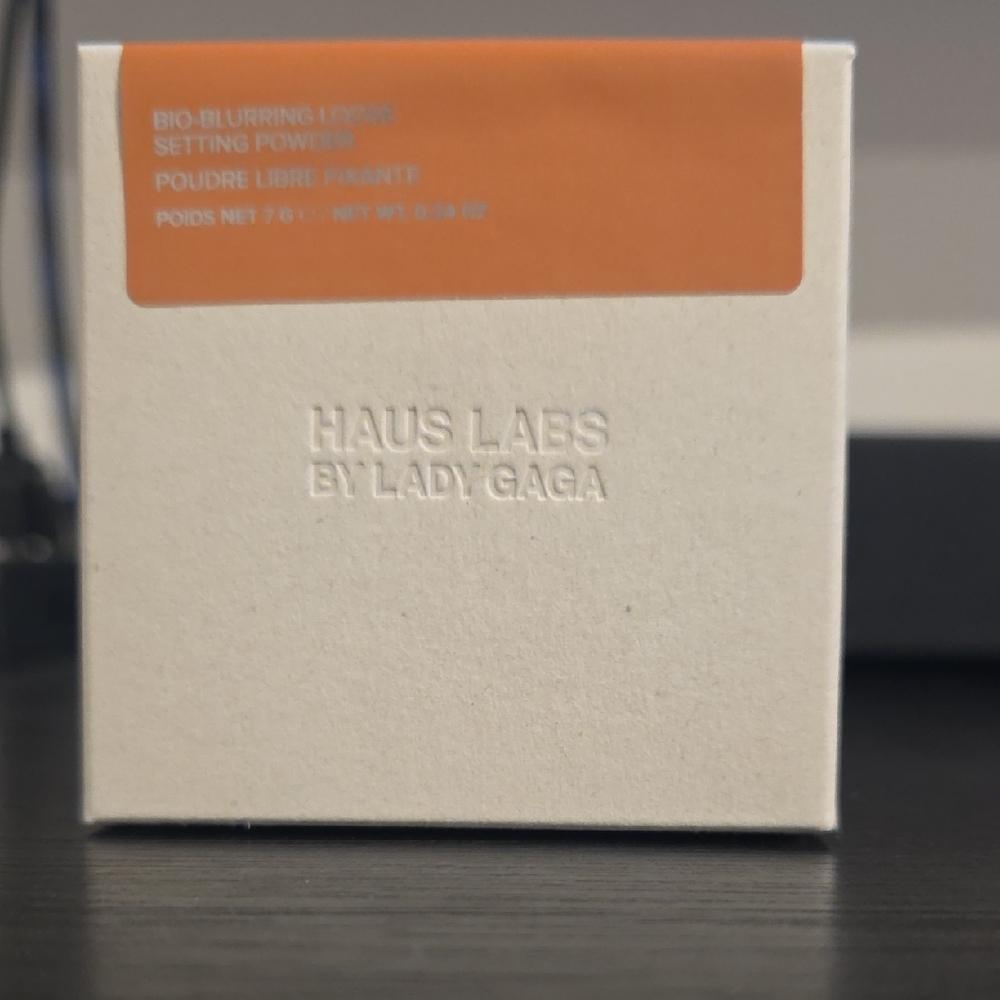 BIO-BLURRING LOOSE
SETTING POWDER
POUDRE LIBRE FIXANTE
POIDS NET 7 G NET WT. 0.24 OZ
HAUS LABS
BY LADY GAGA